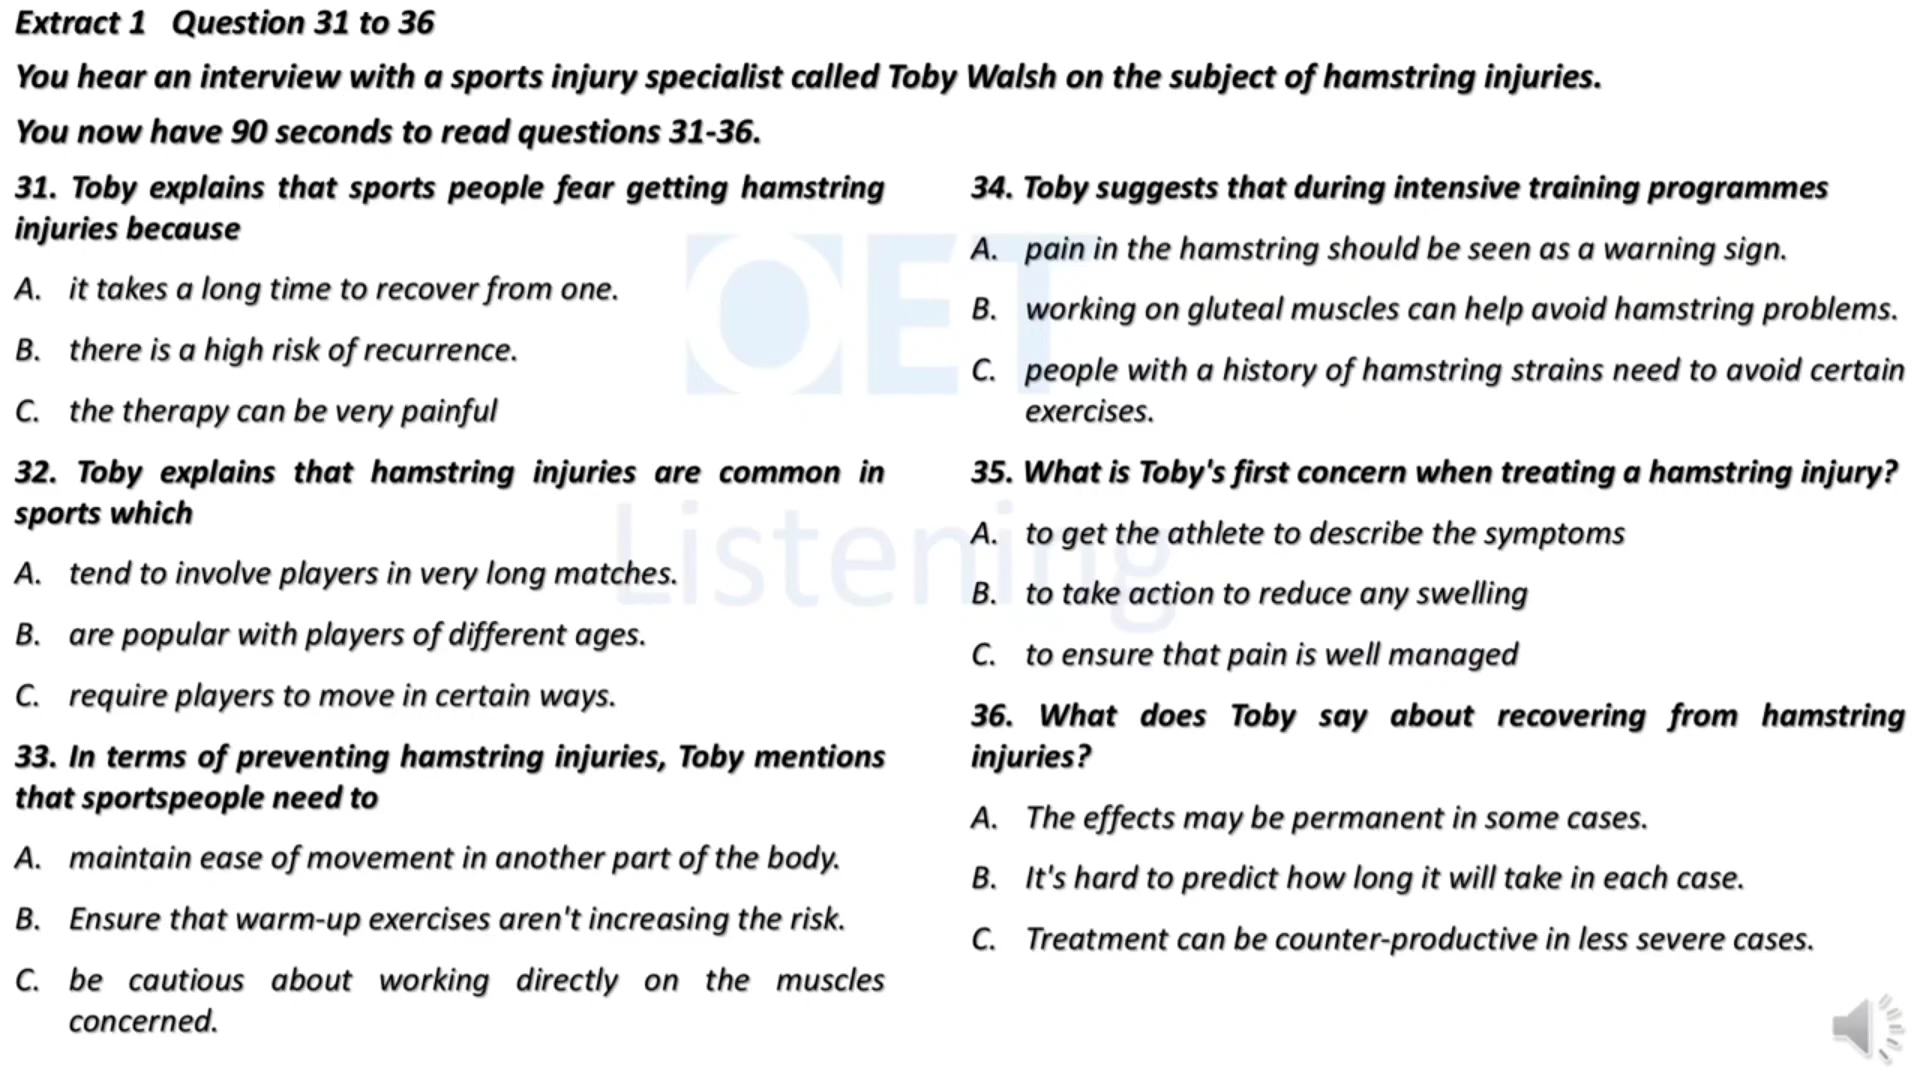 Extract 1 Question 31 to 36
You hear an interview with a sports injury specialist called Toby Walsh on the subject of hamstring injuries.
You now have 90 seconds to read questions 31-36.
31. Toby explains that sports people fear getting hamstring
injuries because
A. it takes a long time to recover from one.
B. there is a high risk of recurrence.
C. the therapy can be very painful
32. Toby explains that hamstring injuries are common in
sports which
A. tend to involve players in very long matches.
B. are popular with players of different ages.
C. require players to move in certain ways.
33. In terms of preventing hamstring injuries, Toby mentions
that sportspeople need to
A. maintain ease of movement in another part of the body.
B. Ensure that warm-up exercises aren't increasing the risk.
C. be cautious about working directly on the muscles
concerned.
34. Toby suggests that during intensive training programmes
A. pain in the hamstring should be seen as a warning sign.
B. working on gluteal muscles can help avoid hamstring problems.
C. people with a history of hamstring strains need to avoid certain
exercises.
35. What is Toby's first concern when treating a hamstring injury?
A. to get the athlete to describe the symptoms
B. to take action to reduce any swelling
C. to ensure that pain is well managed
36. What does Toby say about recovering from hamstring
injuries?
A. The effects may be permanent in some cases.
B. It's hard to predict how long it will take in each case.
C. Treatment can be counter-productive in less severe cases.
OET
Listening